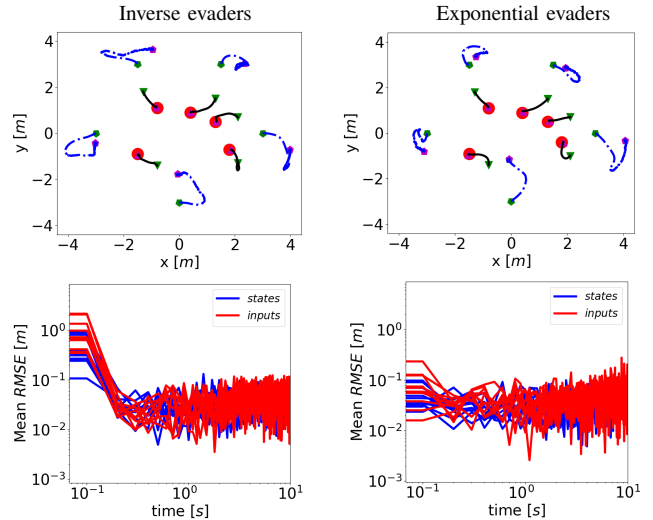 Inverse evaders
Exponential evaders
4
2
0
−2
−4
y [m]
−4 −2 0 2 4
x [m]
4
2
0
−2
−4
y [m]
−4 −2 0 2 4
x [m]
states
inputs
10⁰
10⁻¹
10⁻²
10⁻³
Mean RMSE [m]
10⁻¹ 10⁰ 10¹
time [s]
states
inputs
10⁰
10⁻¹
10⁻²
10⁻³
Mean RMSE [m]
10⁻¹ 10⁰ 10¹
time [s]